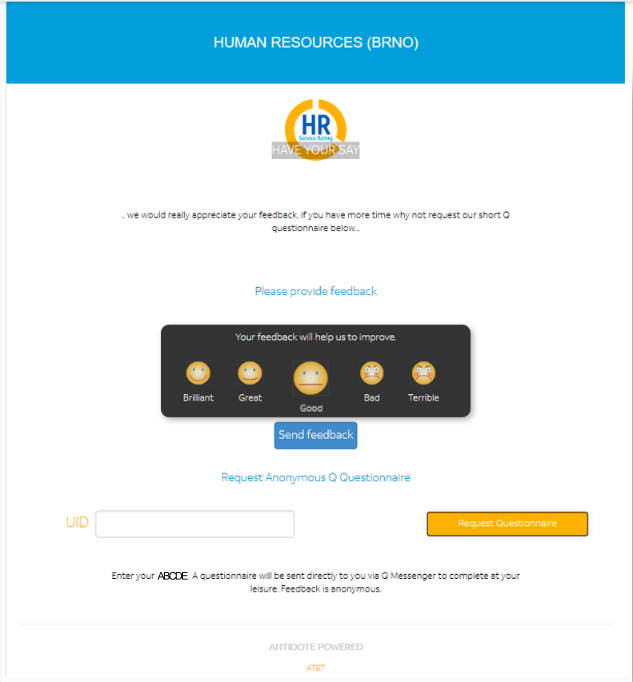 HUMAN RESOURCES (BRNO)
HR
Service Rating
HAVE YOUR SAY
.. we would really appreciate your feedback, if you have more time why not request our short Q
questionnaire below...
Please provide feedback
Your feedback will help us to improve.
Brilliant Great Good Bad Terrible
Send feedback
Request Anonymous Q Questionnaire
UID Request Questionnaire
Enter your ABCDE. A questionnaire will be sent directly to you via Q Messenger to complete at your
leisure. Feedback is anonymous.
ANTIDOTE POWERED
AT&T